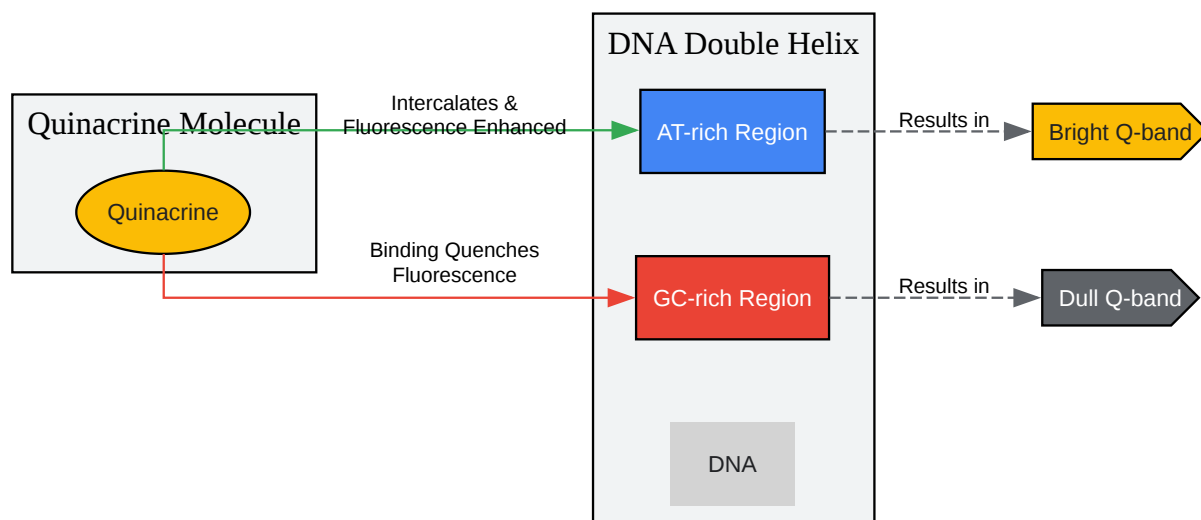 DNA Double Helix
Quinacrine Molecule
Intercalates &
Fluorescence Enhanced
AT-rich Region
Results in
Bright Q-band
Quinacrine
Binding Quenches
Fluorescence
GC-rich Region
Results in
Dull Q-band
DNA